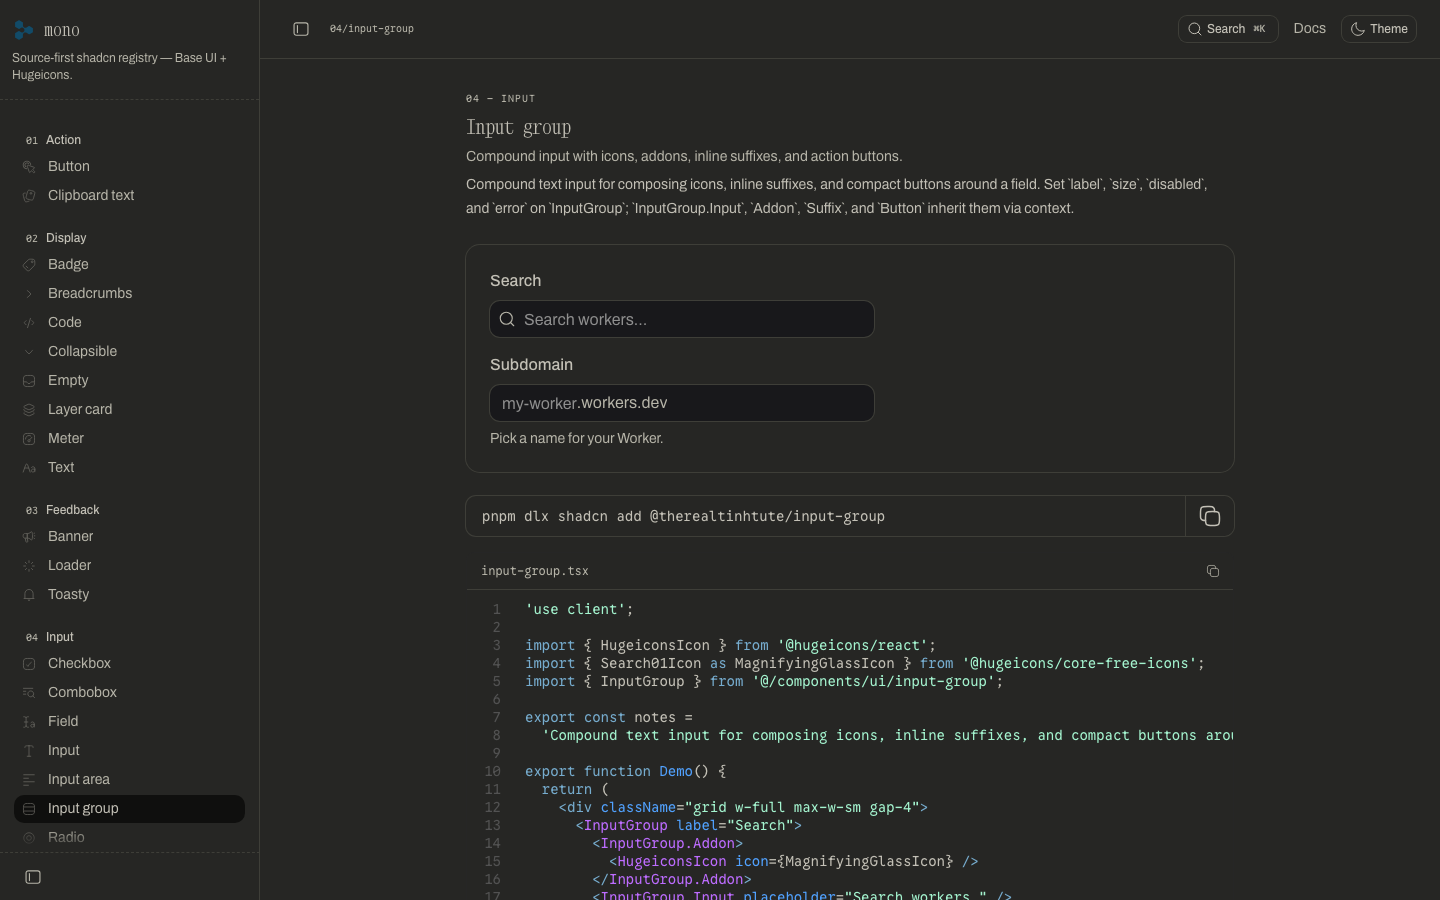 mono
Source-first shadcn registry — Base UI +
Hugeicons.
01 Action
Button
Clipboard text
02 Display
Badge
Breadcrumbs
Code
Collapsible
Empty
Layer card
Meter
Text
03 Feedback
Banner
Loader
Toasty
04 Input
Checkbox
Combobox
Field
Input
Input area
Input group
Radio
04/input-group
Search ⌘K
Docs
Theme
04 — INPUT
Input group
Compound input with icons, addons, inline suffixes, and action buttons.
Compound text input for composing icons, inline suffixes, and compact buttons around a field. Set `label`, `size`, `disabled`,
and `error` on `InputGroup`; `InputGroup.Input`, `Addon`, `Suffix`, and `Button` inherit them via context.
Search
Search workers...
Subdomain
my-worker.workers.dev
Pick a name for your Worker.
pnpm dlx shadcn add @therealtinhtute/input-group
input-group.tsx
1 'use client';
2
3 import { HugeiconsIcon } from '@hugeicons/react';
4 import { Search01Icon as MagnifyingGlassIcon } from '@hugeicons/core-free-icons';
5 import { InputGroup } from '@/components/ui/input-group';
6
7 export const notes =
8 'Compound text input for composing icons, inline suffixes, and compact buttons arou
9
10 export function Demo() {
11 return (
12 <div className="grid w-full max-w-sm gap-4">
13 <InputGroup label="Search">
14 <InputGroup.Addon>
15 <HugeiconsIcon icon={MagnifyingGlassIcon} />
16 </InputGroup.Addon>
17 <InputGroup.Input placeholder="Search workers…" />